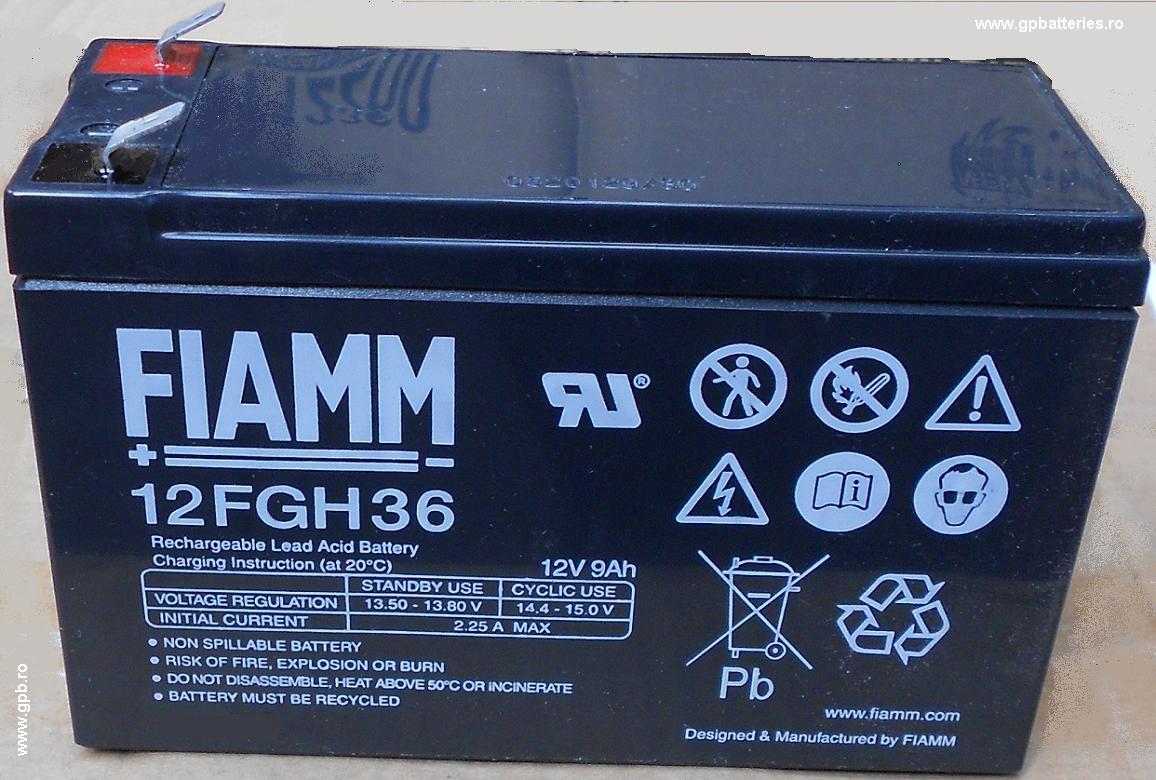 www.gpbatteries.ro
FIAMM
+ -
12FGH36
Rechargeable Lead Acid Battery
Charging Instruction (at 20°C) 12V 9Ah
STANDBY USE CYCLIC USE
VOLTAGE REGULATION 13.50 - 13.80 V 14.4 - 15.0 V
INITIAL CURRENT 2.25 A MAX
• NON SPILLABLE BATTERY
• RISK OF FIRE, EXPLOSION OR BURN
• DO NOT DISASSEMBLE, HEAT ABOVE 50°C OR INCINERATE
• BATTERY MUST BE RECYCLED
Pb
www.fiamm.com
Designed & Manufactured by FIAMM
www.gpb.ro